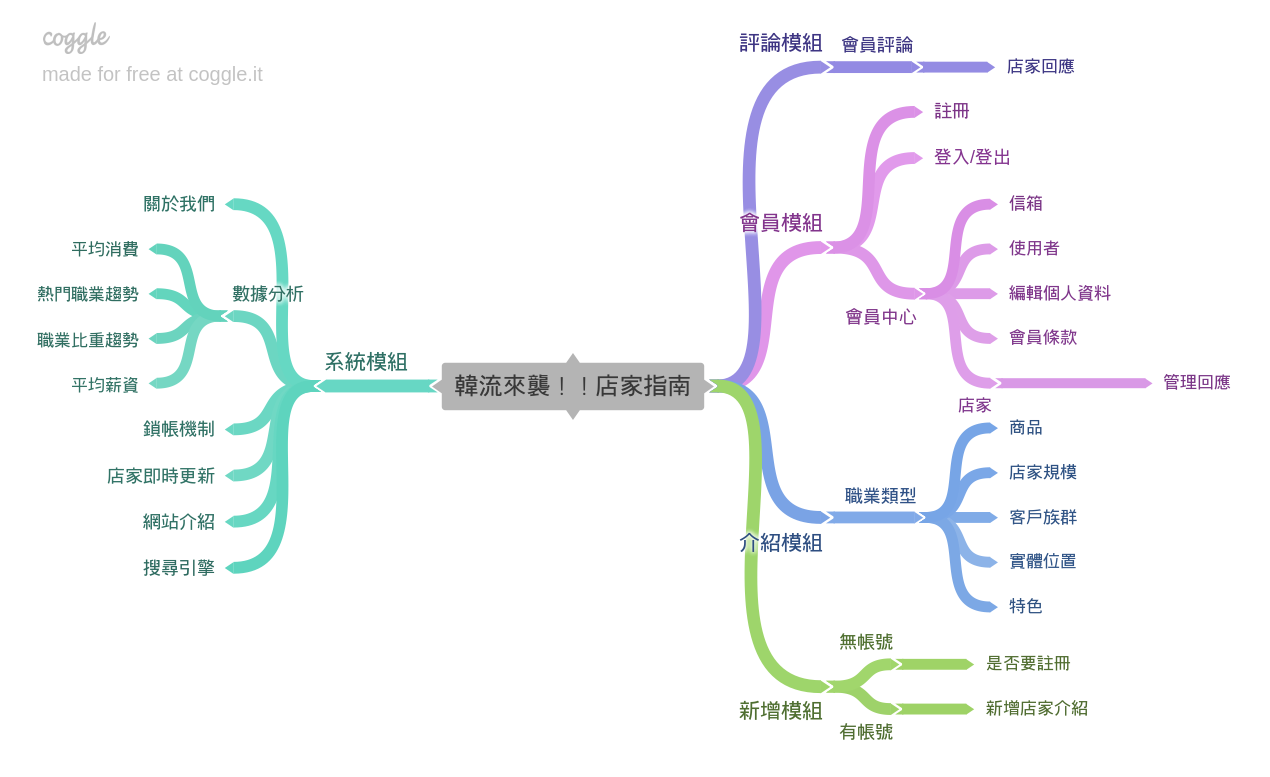 coggle
made for free at coggle.it
韓流來襲！！店家指南
評論模組
會員評論
店家回應
會員模組
註冊
登入/登出
會員中心
信箱
使用者
編輯個人資料
會員條款
店家
管理回應
介紹模組
職業類型
商品
店家規模
客戶族群
實體位置
特色
新增模組
無帳號
是否要註冊
有帳號
新增店家介紹
系統模組
關於我們
數據分析
平均消費
熱門職業趨勢
職業比重趨勢
平均薪資
鎖帳機制
店家即時更新
網站介紹
搜尋引擎